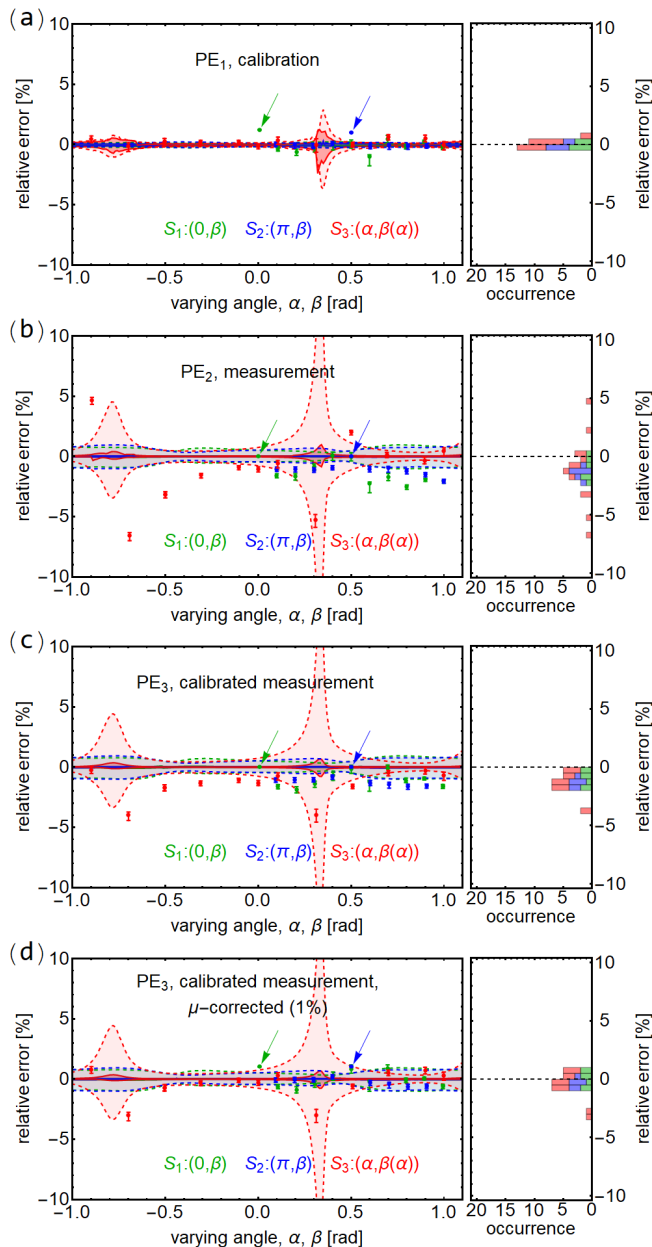 (a)
10
5
0
−5
−10
relative error [%]
PE1, calibration
S1:(0,β) S2:(π,β) S3:(α,β(α))
−1.0 −0.5 0.0 0.5 1.0
varying angle, α, β [rad]
10
5
0
−5
−10
relative error [%]
20 15 10 5 0
occurrence
(b)
10
5
0
−5
−10
relative error [%]
PE2, measurement
S1:(0,β) S2:(π,β) S3:(α,β(α))
−1.0 −0.5 0.0 0.5 1.0
varying angle, α, β [rad]
10
5
0
−5
−10
relative error [%]
20 15 10 5 0
occurrence
(c)
10
5
0
−5
−10
relative error [%]
PE3, calibrated measurement
S1:(0,β) S2:(π,β) S3:(α,β(α))
−1.0 −0.5 0.0 0.5 1.0
varying angle, α, β [rad]
10
5
0
−5
−10
relative error [%]
20 15 10 5 0
occurrence
(d)
10
5
0
−5
−10
relative error [%]
PE3, calibrated measurement,
μ−corrected (1%)
S1:(0,β) S2:(π,β) S3:(α,β(α))
−1.0 −0.5 0.0 0.5 1.0
varying angle, α, β [rad]
10
5
0
−5
−10
relative error [%]
20 15 10 5 0
occurrence